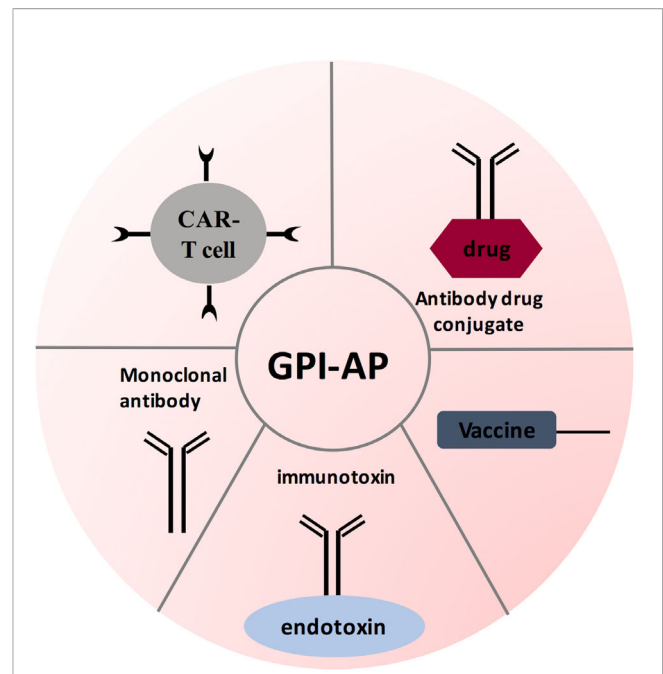 CAR-
T cell
drug
Antibody drug
conjugate
GPI-AP
Monoclonal
antibody
Vaccine
immunotoxin
endotoxin